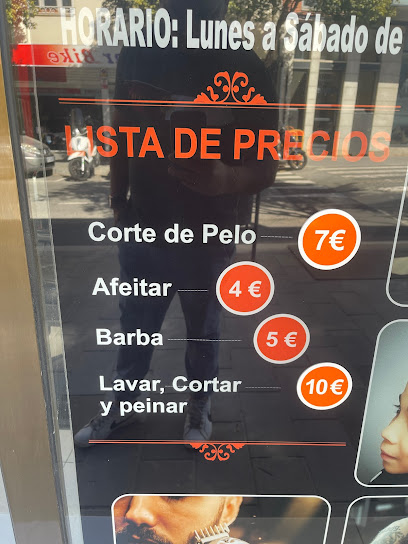 HORARIO: Lunes a Sábado de
LISTA DE PRECIOS
Corte de Pelo 7€
Afeitar 4 €
Barba 5 €
Lavar, Cortar 10€
y peinar